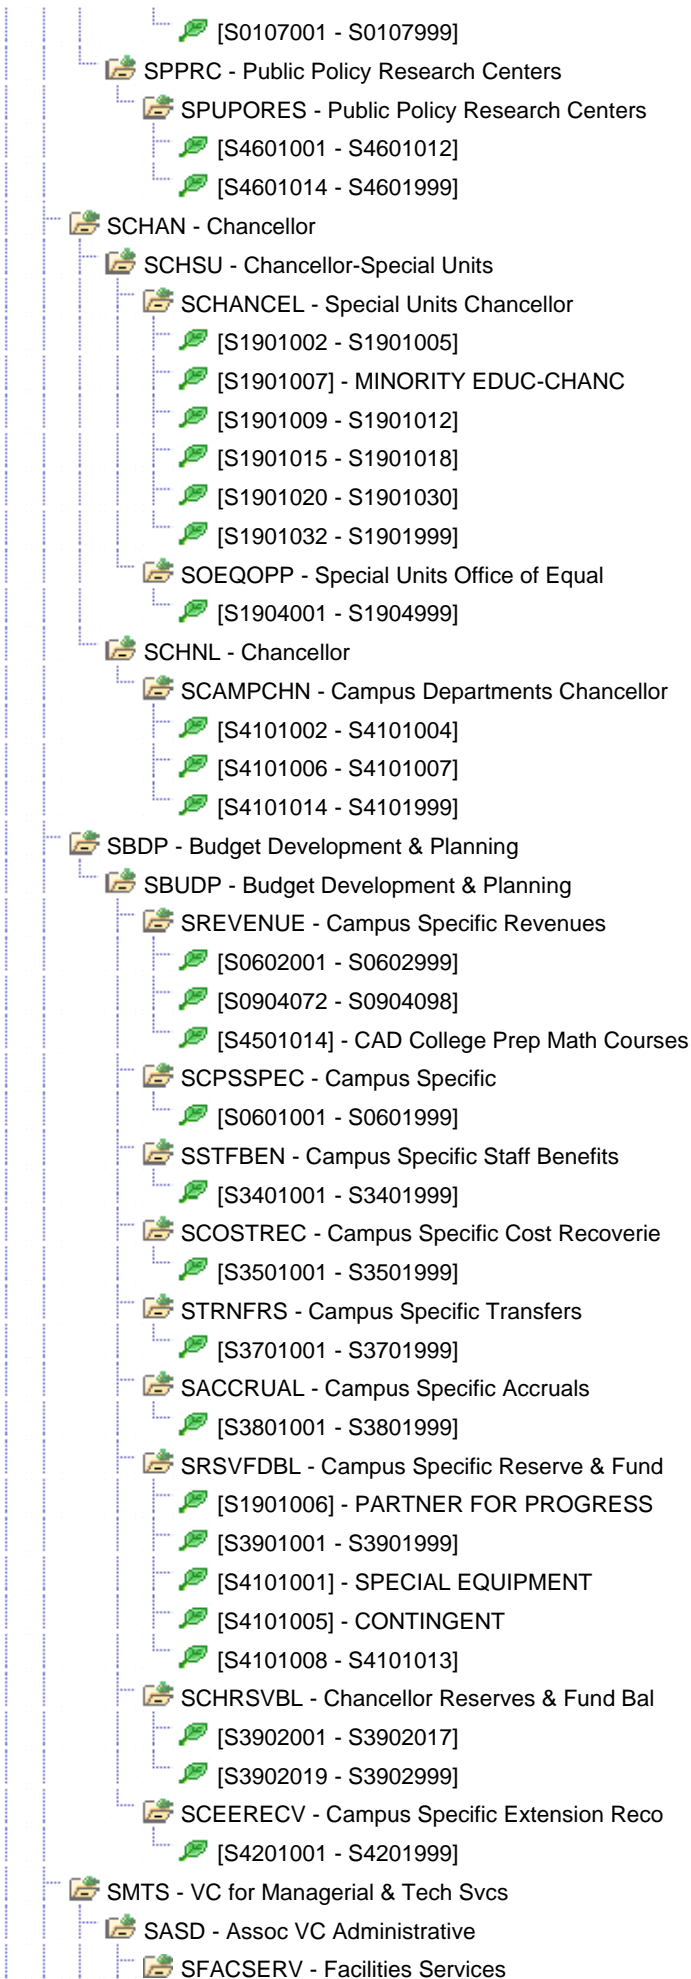 [S0107001 - S0107999]
SPPRC - Public Policy Research Centers
SPUPORES - Public Policy Research Centers
[S4601001 - S4601012]
[S4601014 - S4601999]
SCHAN - Chancellor
SCHSU - Chancellor-Special Units
SCHANCEL - Special Units Chancellor
[S1901002 - S1901005]
[S1901007] - MINORITY EDUC-CHANC
[S1901009 - S1901012]
[S1901015 - S1901018]
[S1901020 - S1901030]
[S1901032 - S1901999]
SOEQOPP - Special Units Office of Equal
[S1904001 - S1904999]
SCHNL - Chancellor
SCAMPCHN - Campus Departments Chancellor
[S4101002 - S4101004]
[S4101006 - S4101007]
[S4101014 - S4101999]
SBDP - Budget Development & Planning
SBUDP - Budget Development & Planning
SREVENUE - Campus Specific Revenues
[S0602001 - S0602999]
[S0904072 - S0904098]
[S4501014] - CAD College Prep Math Courses
SCPSSPEC - Campus Specific
[S0601001 - S0601999]
SSTFBEN - Campus Specific Staff Benefits
[S3401001 - S3401999]
SCOSTREC - Campus Specific Cost Recoverie
[S3501001 - S3501999]
STRNFRS - Campus Specific Transfers
[S3701001 - S3701999]
SACCRUAL - Campus Specific Accruals
[S3801001 - S3801999]
SRSVFDBL - Campus Specific Reserve & Fund
[S1901006] - PARTNER FOR PROGRESS
[S3901001 - S3901999]
[S4101001] - SPECIAL EQUIPMENT
[S4101005] - CONTINGENT
[S4101008 - S4101013]
SCHRSVBL - Chancellor Reserves & Fund Bal
[S3902001 - S3902017]
[S3902019 - S3902999]
SCEERECV - Campus Specific Extension Reco
[S4201001 - S4201999]
SMTS - VC for Managerial & Tech Svcs
SASD - Assoc VC Administrative
SFACSERV - Facilities Services